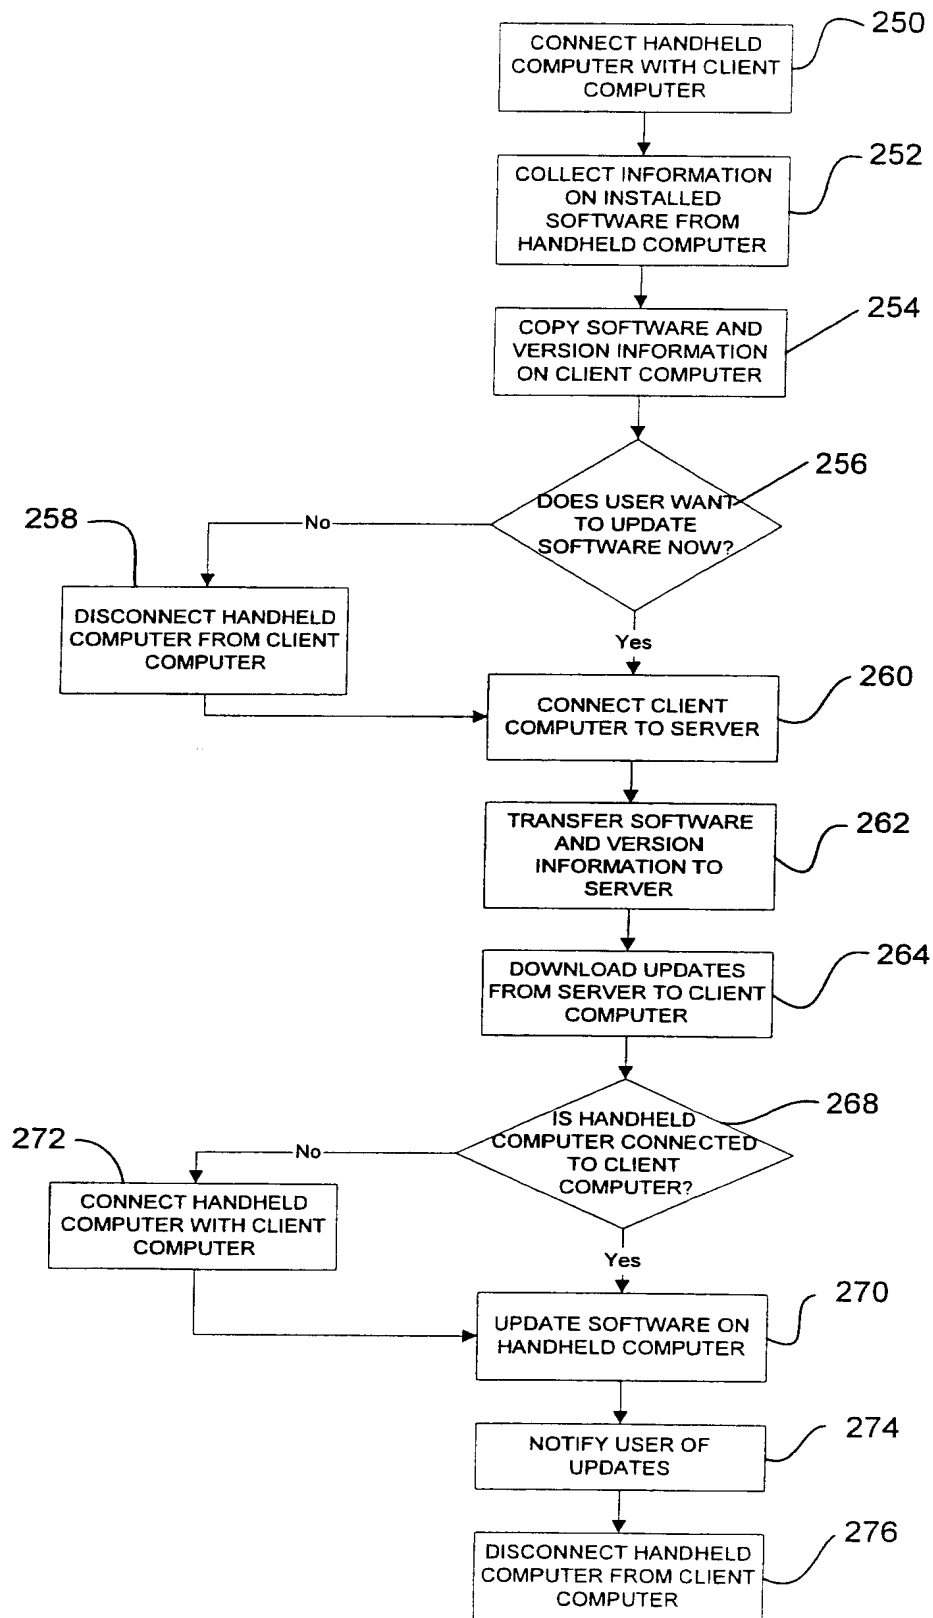 250
CONNECT HANDHELD
COMPUTER WITH CLIENT
COMPUTER
252
COLLECT INFORMATION
ON INSTALLED
SOFTWARE FROM
HANDHELD COMPUTER
254
COPY SOFTWARE AND
VERSION INFORMATION
ON CLIENT COMPUTER
256
DOES USER WANT
TO UPDATE
SOFTWARE NOW?
No
258
DISCONNECT HANDHELD
COMPUTER FROM CLIENT
COMPUTER
Yes
260
CONNECT CLIENT
COMPUTER TO SERVER
262
TRANSFER SOFTWARE
AND VERSION
INFORMATION TO
SERVER
264
DOWNLOAD UPDATES
FROM SERVER TO CLIENT
COMPUTER
268
IS HANDHELD
COMPUTER CONNECTED
TO CLIENT
COMPUTER?
No
272
CONNECT HANDHELD
COMPUTER WITH CLIENT
COMPUTER
Yes
270
UPDATE SOFTWARE ON
HANDHELD COMPUTER
274
NOTIFY USER OF
UPDATES
276
DISCONNECT HANDHELD
COMPUTER FROM CLIENT
COMPUTER